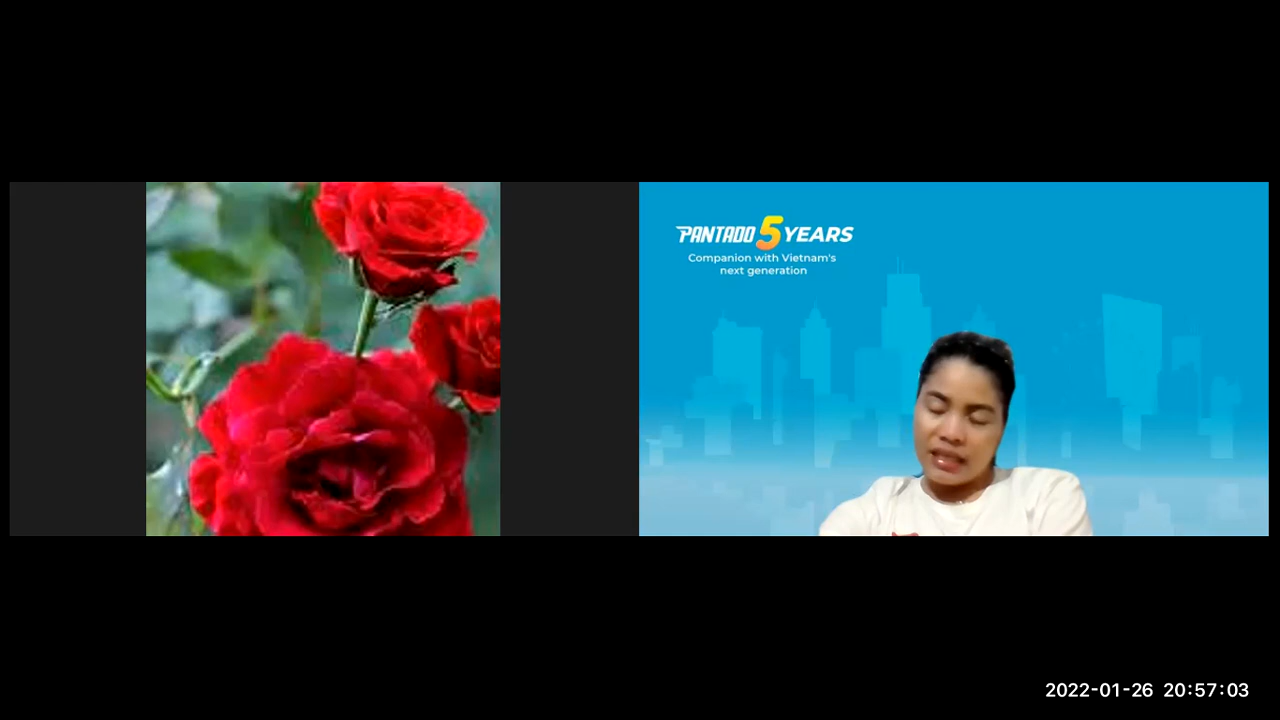 PANTADO 5 YEARS
Companion with Vietnam's
next generation
2022-01-26 20:57:03